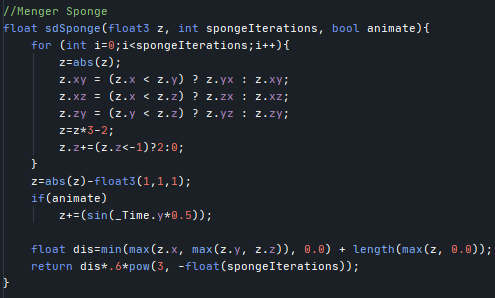 //Menger Sponge
float sdSponge(float3 z, int spongeIterations, bool animate){
    for (int i=0;i<spongeIterations;i++){
        z=abs(z);
        z.xy = (z.x < z.y) ? z.yx : z.xy;
        z.xz = (z.x < z.z) ? z.zx : z.xz;
        z.zy = (z.y < z.z) ? z.yz : z.zy;
        z=z*3-2;
        z.z+=(z.z<-1)?2:0;
    }
    z=abs(z)-float3(1,1,1);
    if(animate)
        z+=(sin(_Time.y*0.5));

    float dis=min(max(z.x, max(z.y, z.z)), 0.0) + length(max(z, 0.0));
    return dis*.6*pow(3, -float(spongeIterations));
}